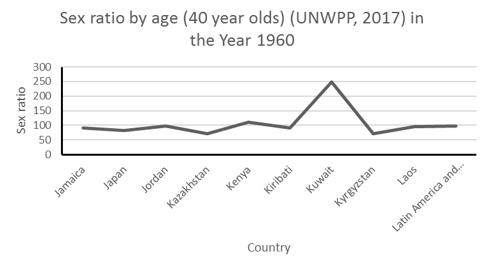 Sex ratio by age (40 year olds) (UNWPP, 2017) in
the Year 1960
300
250
200
150
100
50
0
Sex ratio
Jamaica
Japan
Jordan
Kazakhstan
Kenya
Kiribati
Kuwait
Kyrgyzstan
Laos
Latin America and...
Country